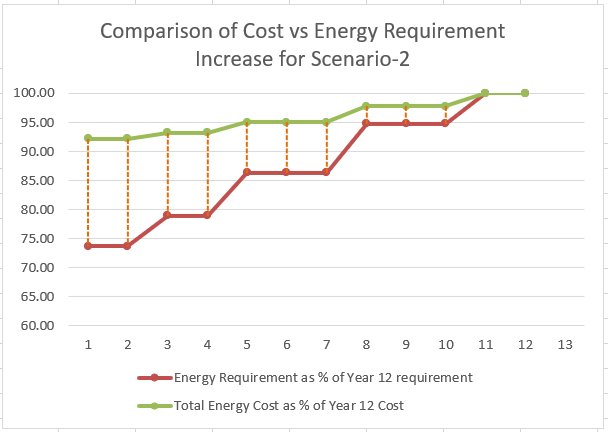 Comparison of Cost vs Energy Requirement
Increase for Scenario-2
100.00
95.00
90.00
85.00
80.00
75.00
70.00
65.00
60.00
1 2 3 4 5 6 7 8 9 10 11 12 13
Energy Requirement as % of Year 12 requirement
Total Energy Cost as % of Year 12 Cost